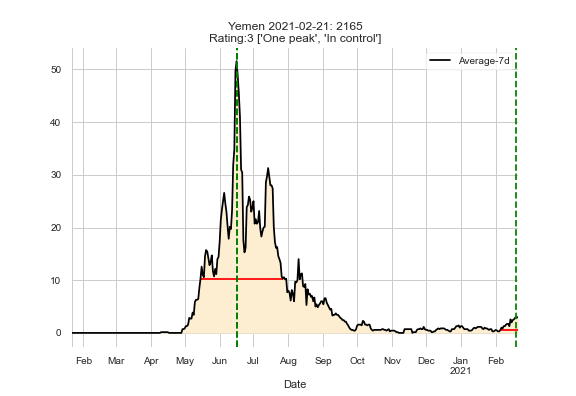 Yemen 2021-02-21: 2165
Rating:3 ['One peak', 'In control']
Average-7d
50
40
30
20
10
0
Feb Mar Apr May Jun Jul Aug Sep Oct Nov Dec Jan Feb
2021
Date